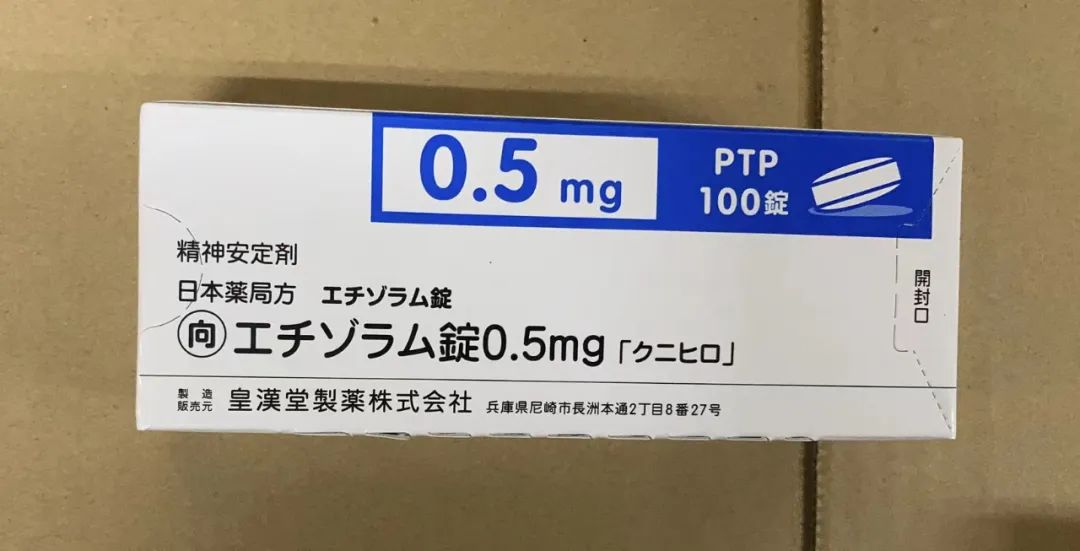 0.5 mg
PTP
100錠
精神安定剤
日本薬局方 エチゾラム錠
向 エチゾラム錠0.5mg「クニヒロ」
開封口
製造
販売元
皇漢堂製薬株式会社 兵庫県尼崎市長洲本通2丁目8番27号